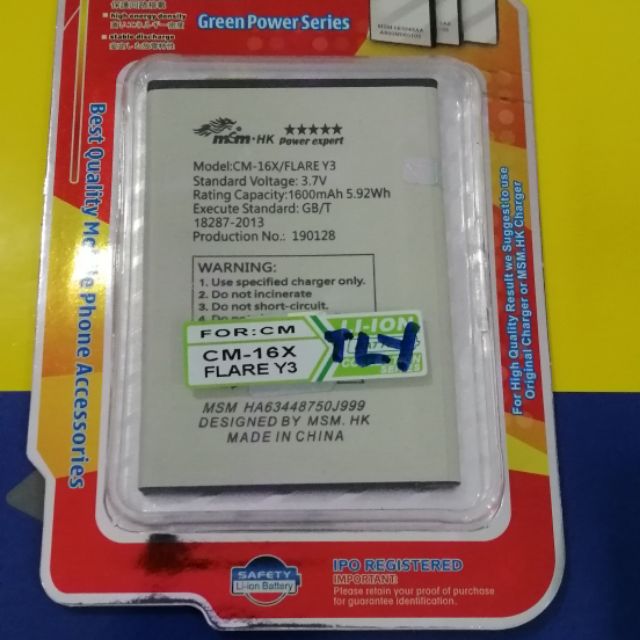 Green Power Series
high energy density
stable discharge
MSM.HK
Power expert
Model:CM-16X/FLARE Y3
Standard Voltage: 3.7V
Rating Capacity:1600mAh 5.92Wh
Execute Standard: GB/T
18287-2013
Production No.: 190128
WARNING:
1. Use specified charger only.
2. Do not incinerate
3. Do not short-circuit.
FOR:CM
CM-16X
FLARE Y3
LI-ION
TLY
MSM HA63448750J999
DESIGNED BY MSM. HK
MADE IN CHINA
Best Quality Mobile Phone Accessories
For High Quality Result we Suggest to use
Original Charger or MSM.HK Charger
SAFETY
Li-ion Battery
IPO REGISTERED
IMPORTANT:
Please retain your proof of purchase
for guarantee identification.